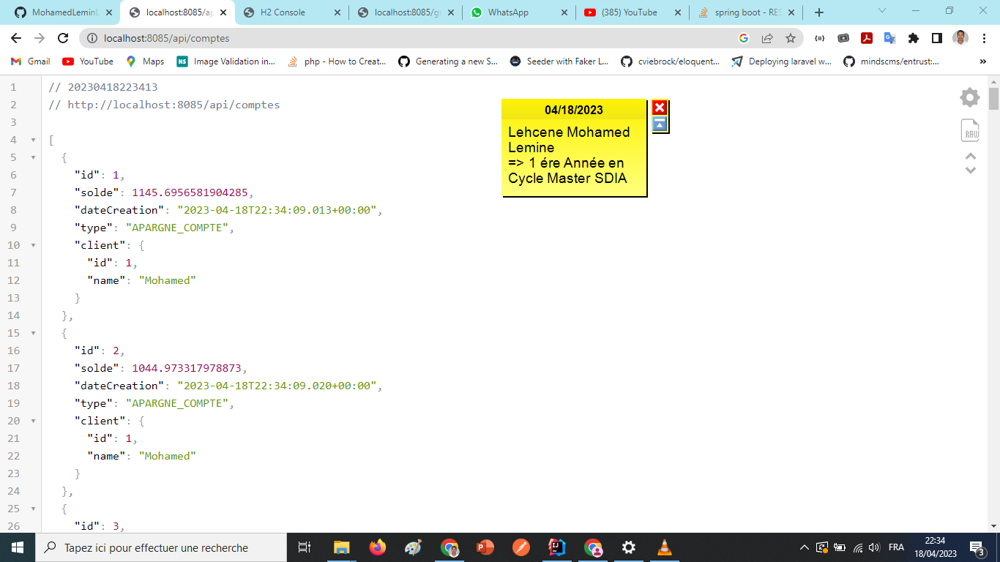 MohamedLeminL
localhost:8085/ap
H2 Console
localhost:8085/gr
WhatsApp
(385) YouTube
spring boot - RES
localhost:8085/api/comptes
Gmail
YouTube
Maps
NS
Image Validation in...
php - How to Creat...
Generating a new S...
Seeder with Faker L...
cviebrock/eloquent...
Deploying laravel w...
mindscms/entrust:...
»
1 // 20230418223413
2 // http://localhost:8085/api/comptes
3
4 [
5 {
6 "id": 1,
7 "solde": 1145.6956581904285,
8 "dateCreation": "2023-04-18T22:34:09.013+00:00",
9 "type": "APARGNE_COMPTE",
10 "client": {
11 "id": 1,
12 "name": "Mohamed"
13 }
14 },
15 {
16 "id": 2,
17 "solde": 1044.973317978873,
18 "dateCreation": "2023-04-18T22:34:09.020+00:00",
19 "type": "APARGNE_COMPTE",
20 "client": {
21 "id": 1,
22 "name": "Mohamed"
23 }
24 },
25 {
26 "id": 3,
04/18/2023
Lehcene Mohamed
Lemine
=> 1 ére Année en
Cycle Master SDIA
RAW
Tapez ici pour effectuer une recherche
FRA
22:34
18/04/2023
3